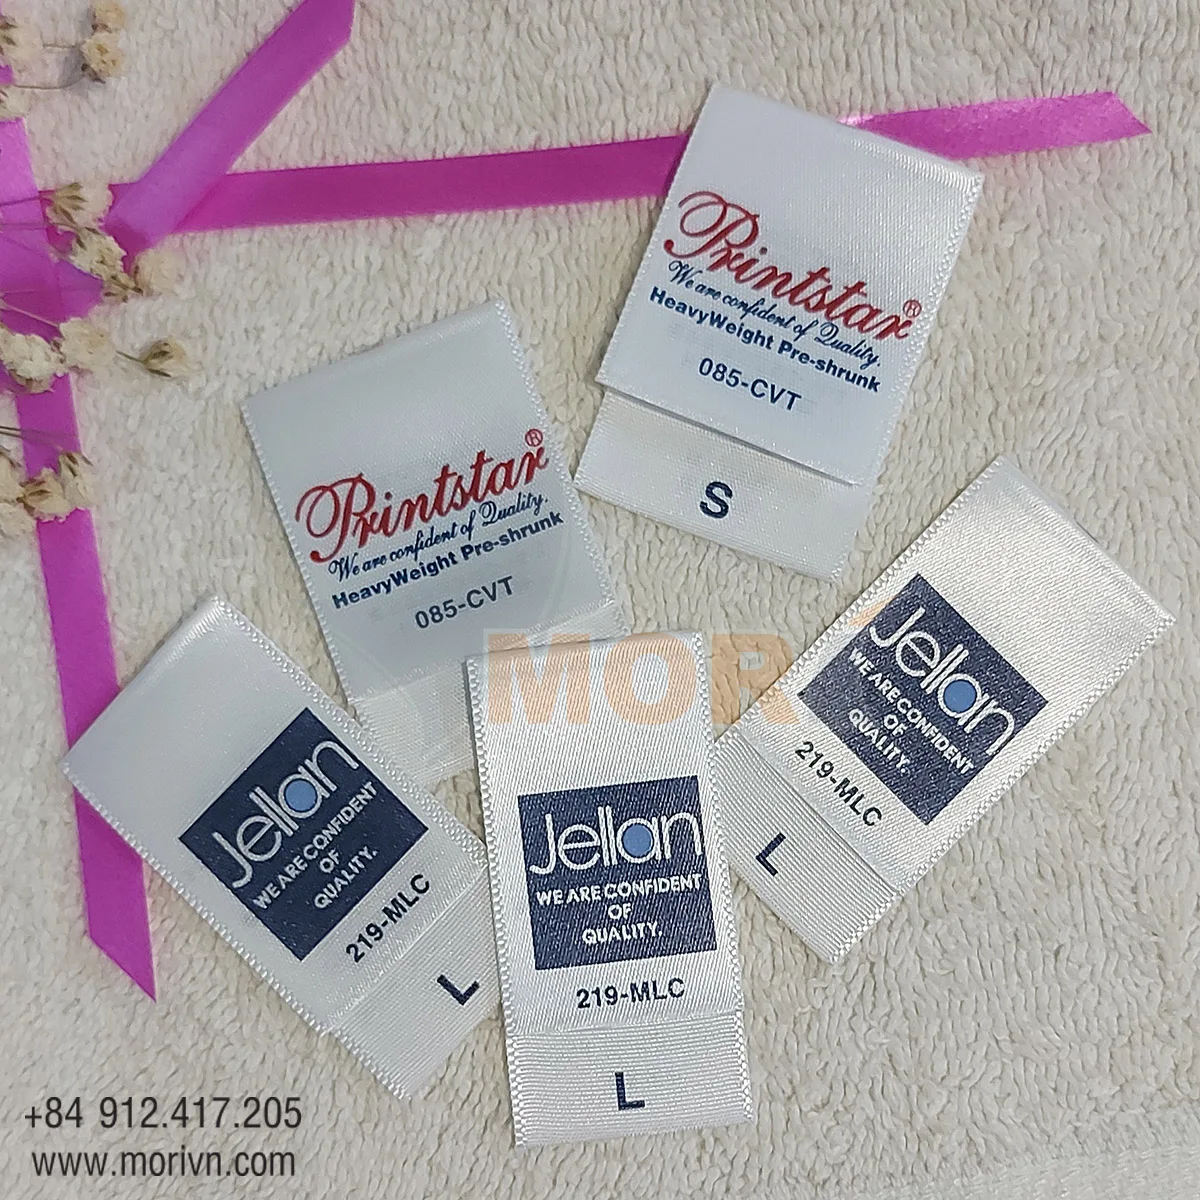 Printstar®
We are confident of Quality.
HeavyWeight Pre-shrunk
085-CVT
S
Printstar®
We are confident of Quality.
HeavyWeight Pre-shrunk
085-CVT
Jellan
WE ARE CONFIDENT
OF
QUALITY.
219-MLC
L
Jellan
WE ARE CONFIDENT
OF
QUALITY.
219-MLC
L
Jellan
WE ARE CONFIDENT
OF
QUALITY.
219-MLC
L
+84 912.417.205
www.morivn.com